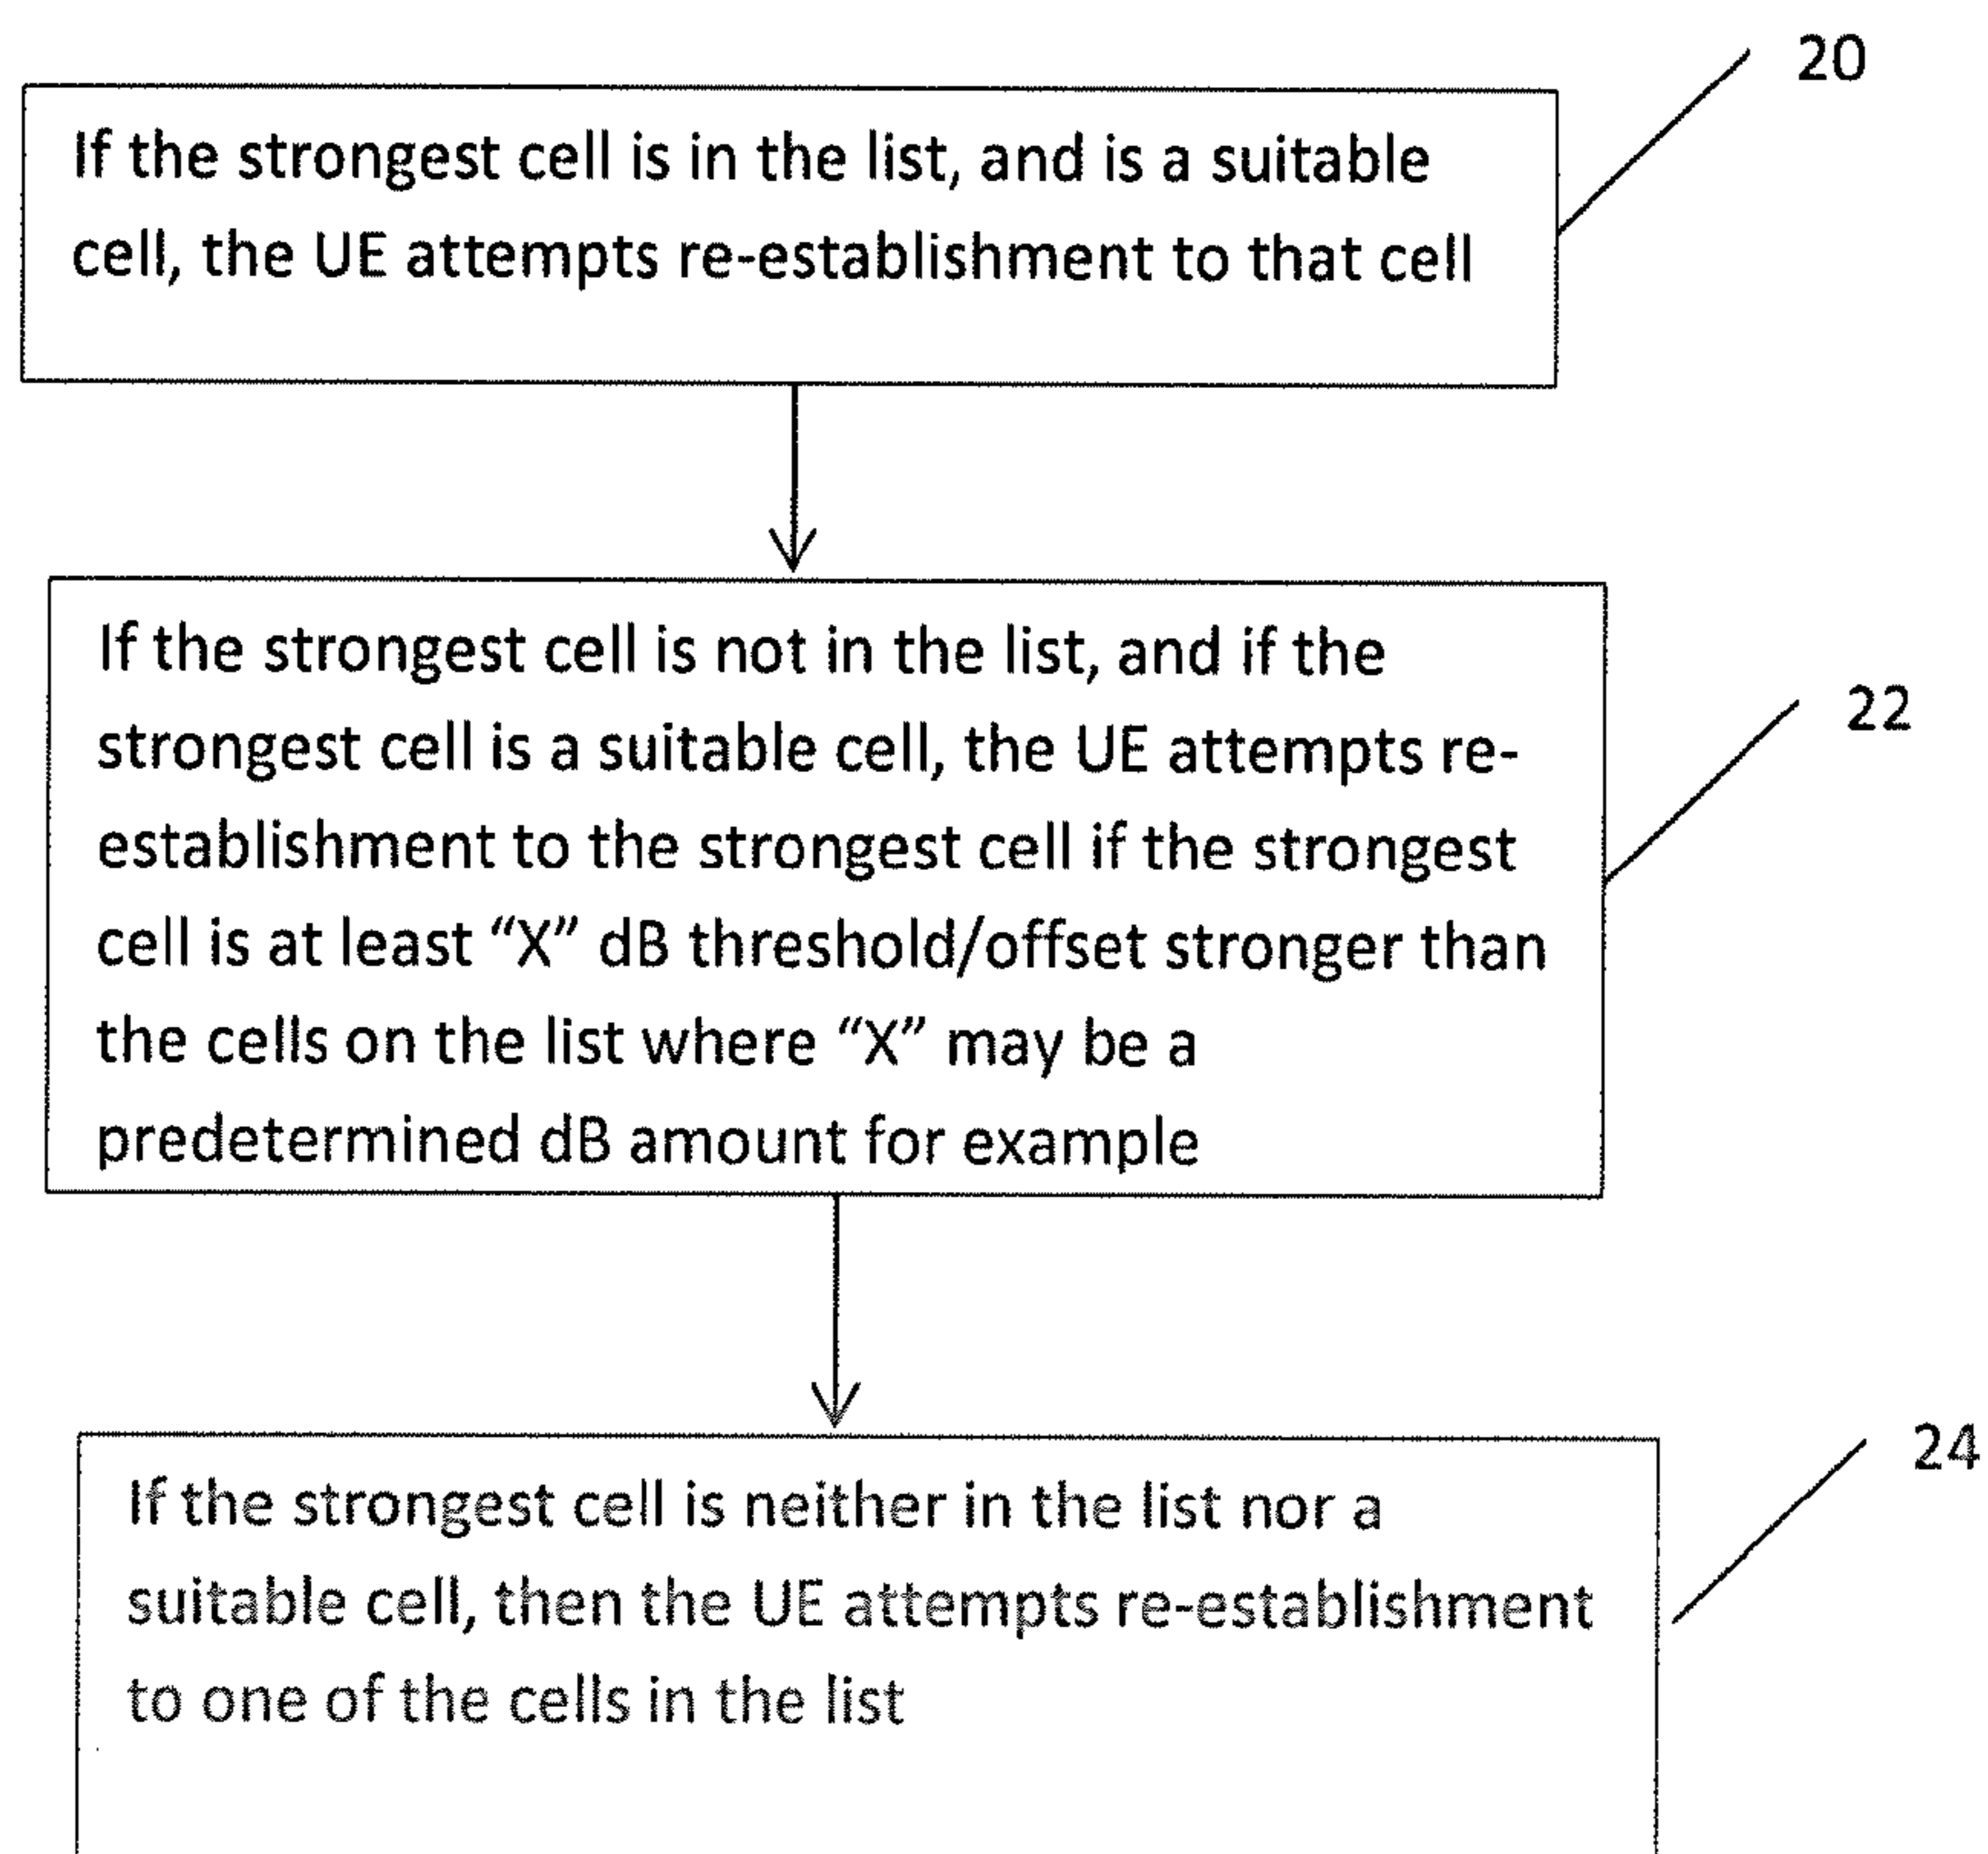 20
If the strongest cell is in the list, and is a suitable
cell, the UE attempts re-establishment to that cell
If the strongest cell is not in the list, and if the
strongest cell is a suitable cell, the UE attempts re-
establishment to the strongest cell if the strongest
cell is at least “X” dB threshold/offset stronger than
the cells on the list where “X” may be a
predetermined dB amount for example
22
If the strongest cell is neither in the list nor a
suitable cell, then the UE attempts re-establishment
to one of the cells in the list
24